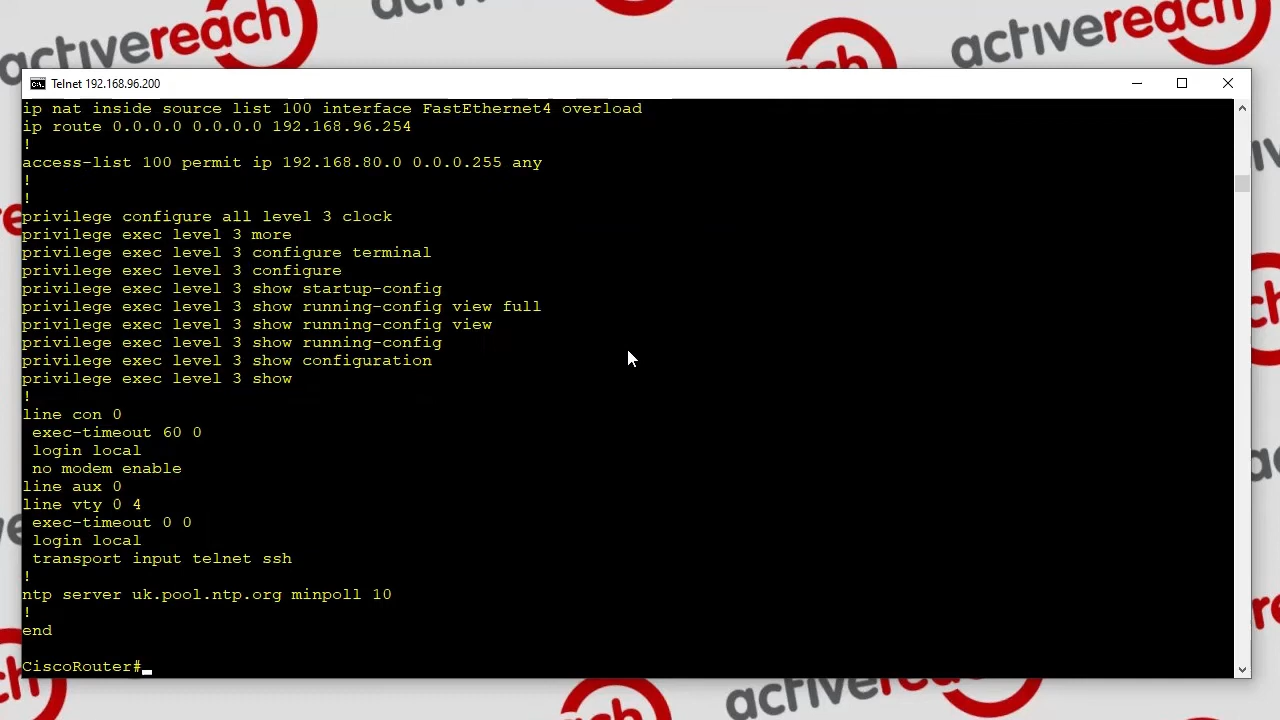 activereach
activereach
Telnet 192.168.96.200
ip nat inside source list 100 interface FastEthernet4 overload
ip route 0.0.0.0 0.0.0.0 192.168.96.254
!
access-list 100 permit ip 192.168.80.0 0.0.0.255 any
!
!
privilege configure all level 3 clock
privilege exec level 3 more
privilege exec level 3 configure terminal
privilege exec level 3 configure
privilege exec level 3 show startup-config
privilege exec level 3 show running-config view full
privilege exec level 3 show running-config view
privilege exec level 3 show running-config
privilege exec level 3 show configuration
privilege exec level 3 show
!
line con 0
 exec-timeout 60 0
 login local
 no modem enable
line aux 0
line vty 0 4
 exec-timeout 0 0
 login local
 transport input telnet ssh
!
ntp server uk.pool.ntp.org minpoll 10
!
end
CiscoRouter#
activereach